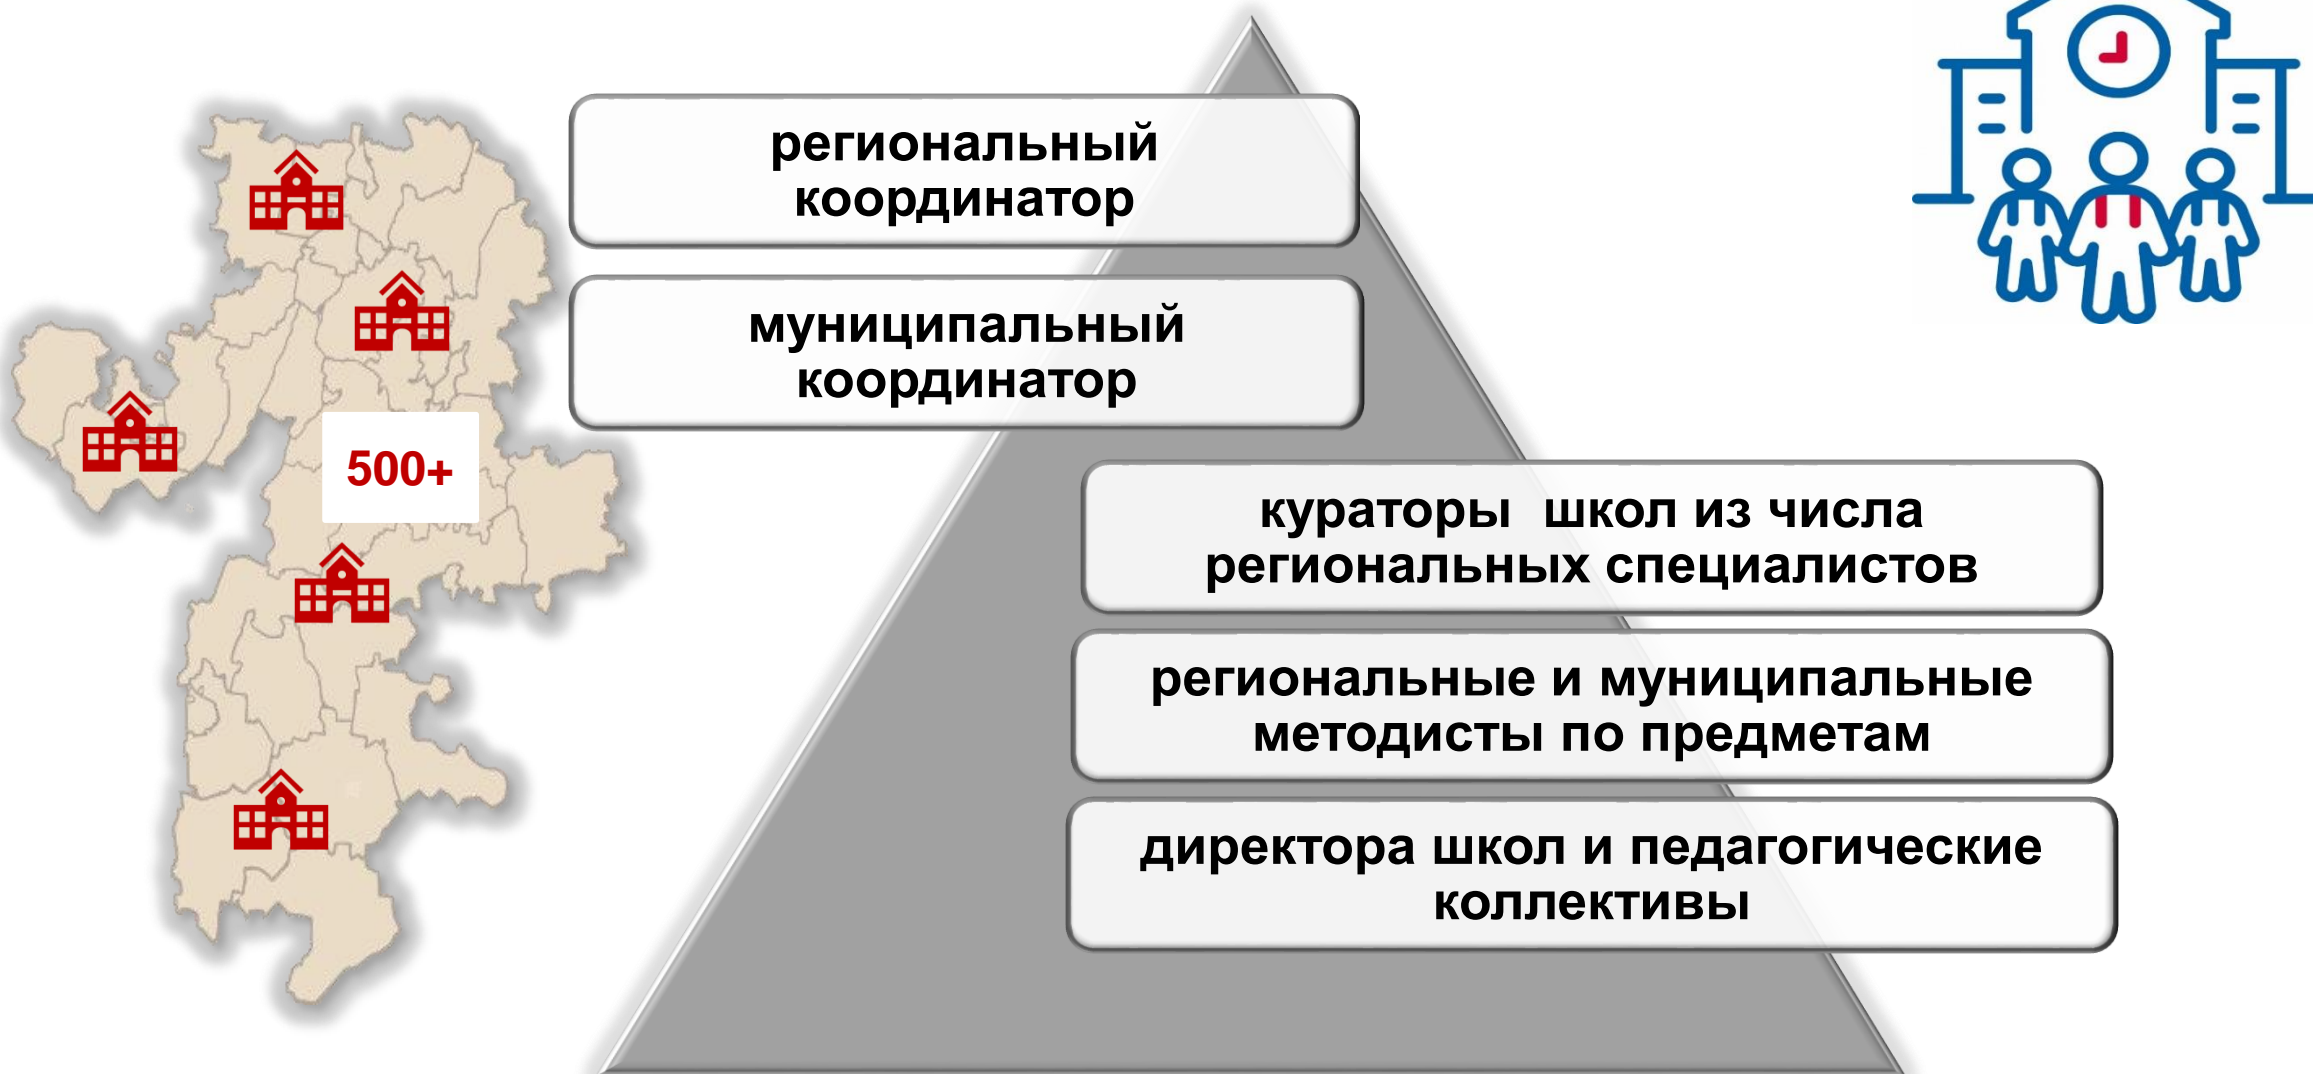 региональный
координатор
муниципальный
координатор
500+
кураторы школ из числа
региональных специалистов
региональные и муниципальные
методисты по предметам
директора школ и педагогические
коллективы